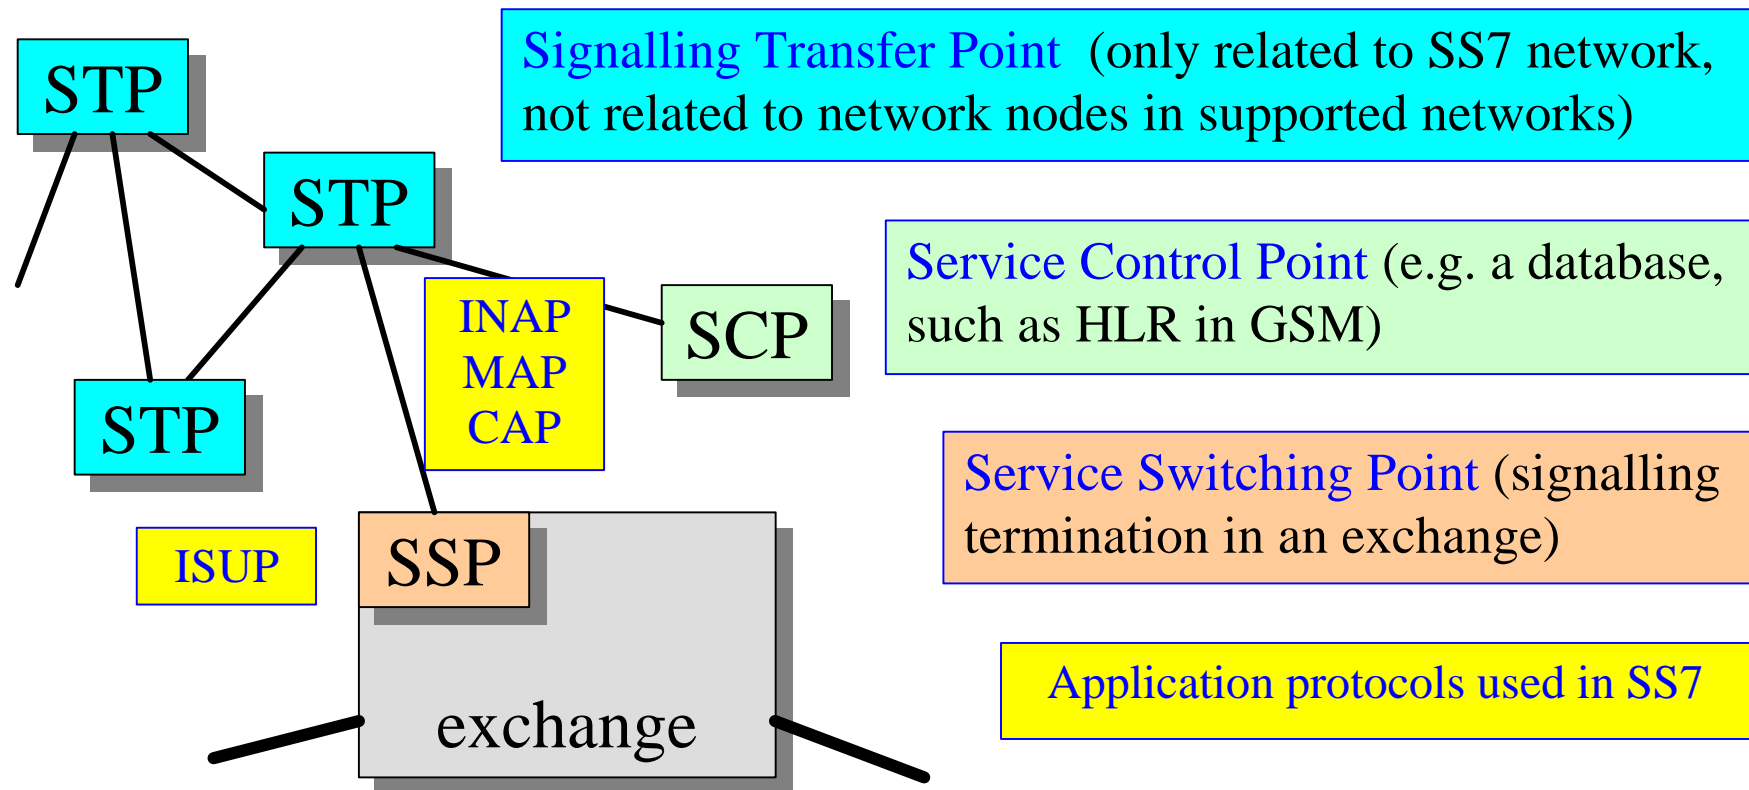 STP
Signalling Transfer Point (only related to SS7 network,
not related to network nodes in supported networks)
STP
Service Control Point (e.g. a database,
such as HLR in GSM)
INAP
MAP
CAP
SCP
STP
Service Switching Point (signalling
termination in an exchange)
ISUP
SSP
Application protocols used in SS7
exchange